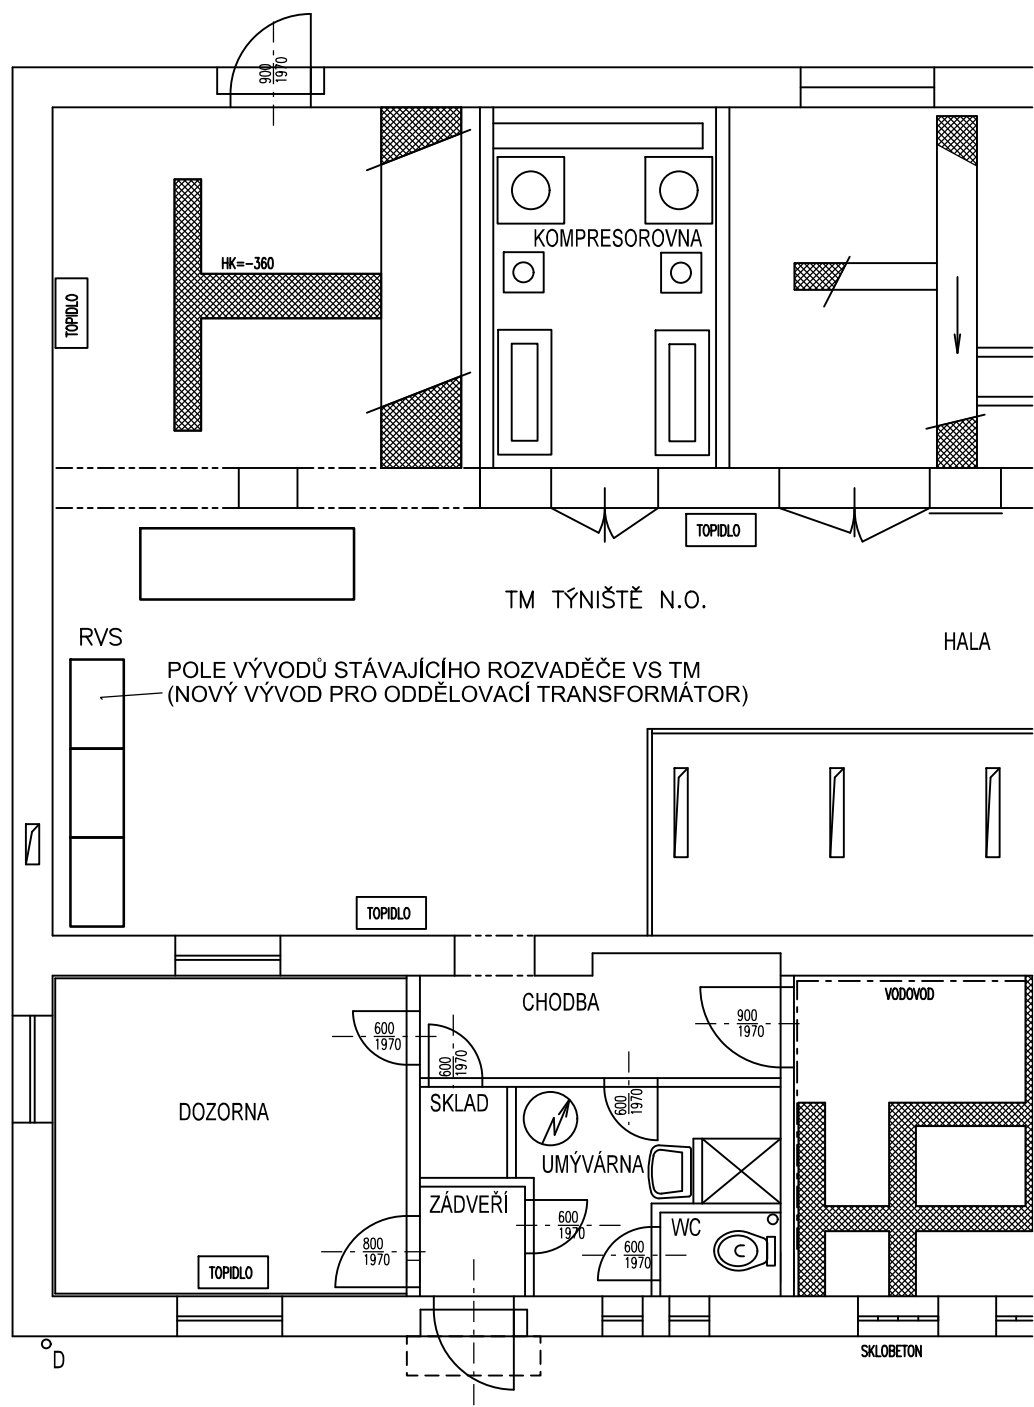 900
1970
KOMPRESOROVNA
HK=-360
TOPIDLO
TOPIDLO
TM TÝNIŠTĚ N.O.
RVS
HALA
POLE VÝVODŮ STÁVAJÍCÍHO ROZVADĚČE VS TM
(NOVÝ VÝVOD PRO ODDĚLOVACÍ TRANSFORMÁTOR)
TOPIDLO
CHODBA
VODOVOD
600
1970
900
1970
600
1970
600
1970
SKLAD
DOZORNA
UMÝVÁRNA
ZÁDVEŘÍ
600
1970
WC
800
1970
600
1970
TOPIDLO
SKLOBETON
D